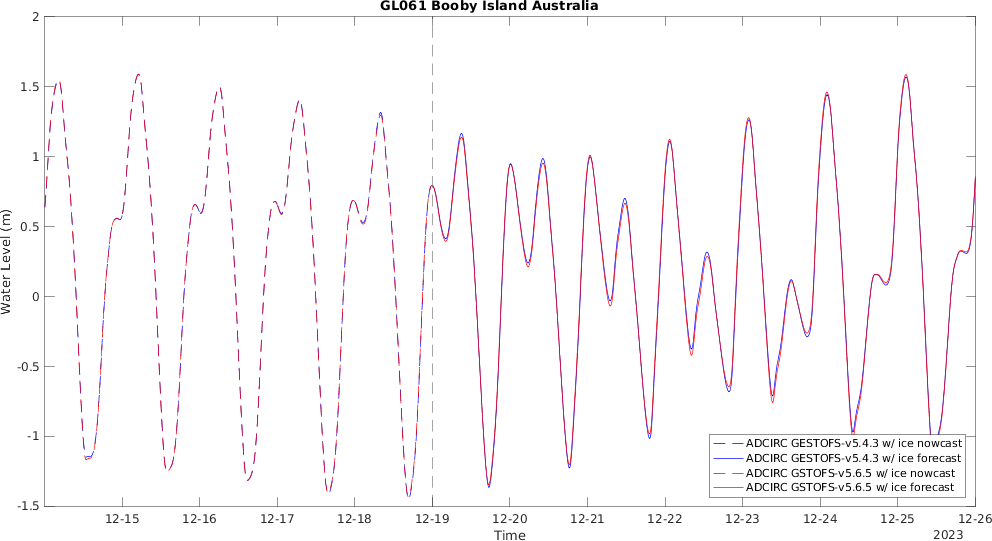 GL061 Booby Island Australia
2
1.5
1
0.5
0
-0.5
-1
-1.5
Water Level (m)
ADCIRC GESTOFS-v5.4.3 w/ ice nowcast
ADCIRC GESTOFS-v5.4.3 w/ ice forecast
ADCIRC GSTOFS-v5.6.5 w/ ice nowcast
ADCIRC GSTOFS-v5.6.5 w/ ice forecast
12-15 12-16 12-17 12-18 12-19 12-20 12-21 12-22 12-23 12-24 12-25 12-26
Time
2023